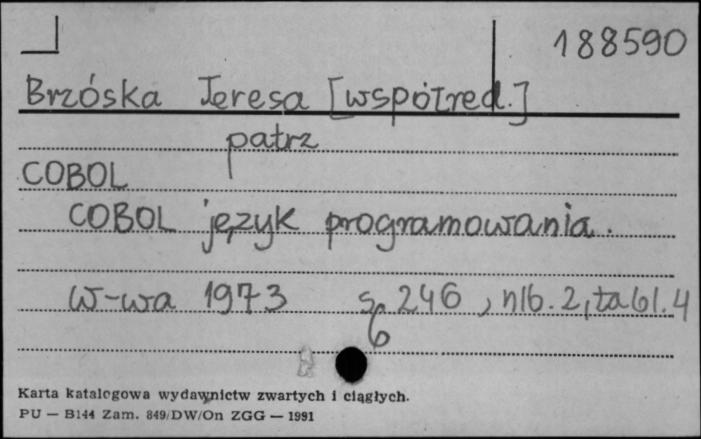 188590
Brzóska Teresa [współred.]
patrz
COBOL
COBOL język programowania.
W-wa 1973 s. 246, nlb. 2, tabl. 4
6
Karta katalogowa wydawnictw zwartych i ciągłych.
PU — B144 Zam. 849/DW/On ZGG — 1991